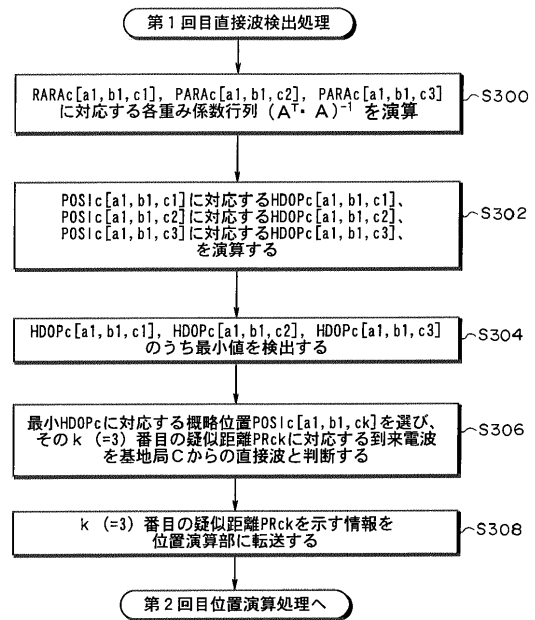 第1回目直接波検出処理
RARAc[a1,b1,c1], PARAc[a1,b1,c2], PARAc[a1,b1,c3]
に対応する各重み係数行列 (Aᵀ・A)⁻¹ を演算
S300
POSIc[a1,b1,c1]に対応するHDOPc[a1,b1,c1]、
POSIc[a1,b1,c2]に対応するHDOPc[a1,b1,c2]、
POSIc[a1,b1,c3]に対応するHDOPc[a1,b1,c3]、
を演算する
S302
HDOPc[a1,b1,c1], HDOPc[a1,b1,c2], HDOPc[a1,b1,c3]
のうち最小値を検出する
S304
最小HDOPcに対応する概略位置POSIc[a1,b1,ck]を選び、
そのk (=3) 番目の疑似距離PRckに対応する到来電波
を基地局Cからの直接波と判断する
S306
k (=3) 番目の疑似距離PRckを示す情報を
位置演算部に転送する
S308
第2回目位置演算処理へ